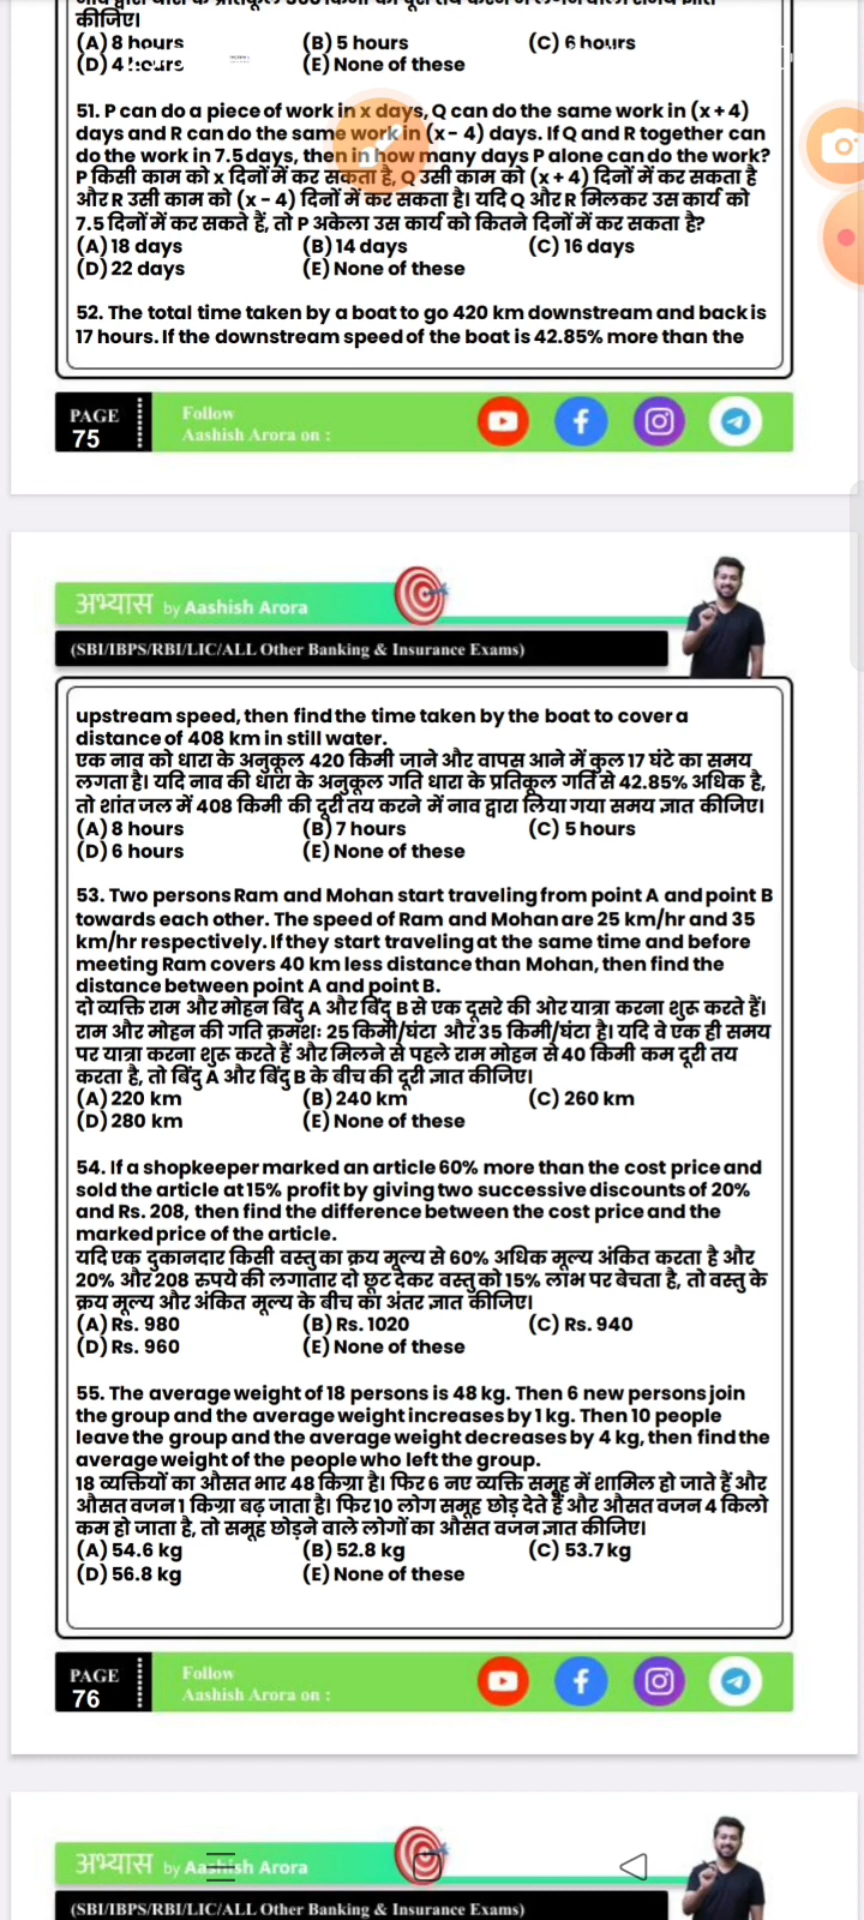 कीजिए।
(A) 8 hours (B) 5 hours (C) 6 hours
(D) 4 hours (E) None of these
51. P can do a piece of work in x days, Q can do the same work in (x + 4)
days and R can do the same work in (x - 4) days. If Q and R together can
do the work in 7.5 days, then in how many days P alone can do the work?
P किसी काम को x दिनों में कर सकता है, Q उसी काम को (x + 4) दिनों में कर सकता है
और R उसी काम को (x - 4) दिनों में कर सकता है। यदि Q और R मिलकर उस कार्य को
7.5 दिनों में कर सकते हैं, तो P अकेला उस कार्य को कितने दिनों में कर सकता है?
(A) 18 days (B) 14 days (C) 16 days
(D) 22 days (E) None of these
52. The total time taken by a boat to go 420 km downstream and back is
17 hours. If the downstream speed of the boat is 42.85% more than the
PAGE
75
Follow
Aashish Arora on :
अभ्यास by Aashish Arora
(SBI/IBPS/RBI/LIC/ALL Other Banking & Insurance Exams)
upstream speed, then find the time taken by the boat to cover a
distance of 408 km in still water.
एक नाव को धारा के अनुकूल 420 किमी जाने और वापस आने में कुल 17 घंटे का समय
लगता है। यदि नाव की धारा के अनुकूल गति धारा के प्रतिकूल गति से 42.85% अधिक है,
तो शांत जल में 408 किमी की दूरी तय करने में नाव द्वारा लिया गया समय ज्ञात कीजिए।
(A) 8 hours (B) 7 hours (C) 5 hours
(D) 6 hours (E) None of these
53. Two persons Ram and Mohan start traveling from point A and point B
towards each other. The speed of Ram and Mohan are 25 km/hr and 35
km/hr respectively. If they start traveling at the same time and before
meeting Ram covers 40 km less distance than Mohan, then find the
distance between point A and point B.
दो व्यक्ति राम और मोहन बिंदु A और बिंदु B से एक दूसरे की ओर यात्रा करना शुरू करते हैं।
राम और मोहन की गति क्रमशः 25 किमी/घंटा और 35 किमी/घंटा है। यदि वे एक ही समय
पर यात्रा करना शुरू करते हैं और मिलने से पहले राम मोहन से 40 किमी कम दूरी तय
करता है, तो बिंदु A और बिंदु B के बीच की दूरी ज्ञात कीजिए।
(A) 220 km (B) 240 km (C) 260 km
(D) 280 km (E) None of these
54. If a shopkeeper marked an article 60% more than the cost price and
sold the article at 15% profit by giving two successive discounts of 20%
and Rs. 208, then find the difference between the cost price and the
marked price of the article.
यदि एक दुकानदार किसी वस्तु का क्रय मूल्य से 60% अधिक मूल्य अंकित करता है और
20% और 208 रुपये की लगातार दो छूट देकर वस्तु को 15% लाभ पर बेचता है, तो वस्तु के
क्रय मूल्य और अंकित मूल्य के बीच का अंतर ज्ञात कीजिए।
(A) Rs. 980 (B) Rs. 1020 (C) Rs. 940
(D) Rs. 960 (E) None of these
55. The average weight of 18 persons is 48 kg. Then 6 new persons join
the group and the average weight increases by 1 kg. Then 10 people
leave the group and the average weight decreases by 4 kg, then find the
average weight of the people who left the group.
18 व्यक्तियों का औसत भार 48 किग्रा है। फिर 6 नए व्यक्ति समूह में शामिल हो जाते हैं और
औसत वजन 1 किग्रा बढ़ जाता है। फिर 10 लोग समूह छोड़ देते हैं और औसत वजन 4 किलो
कम हो जाता है, तो समूह छोड़ने वाले लोगों का औसत वजन ज्ञात कीजिए।
(A) 54.6 kg (B) 52.8 kg (C) 53.7 kg
(D) 56.8 kg (E) None of these
PAGE
76
Follow
Aashish Arora on :
अभ्यास by Aashish Arora
(SBI/IBPS/RBI/LIC/ALL Other Banking & Insurance Exams)